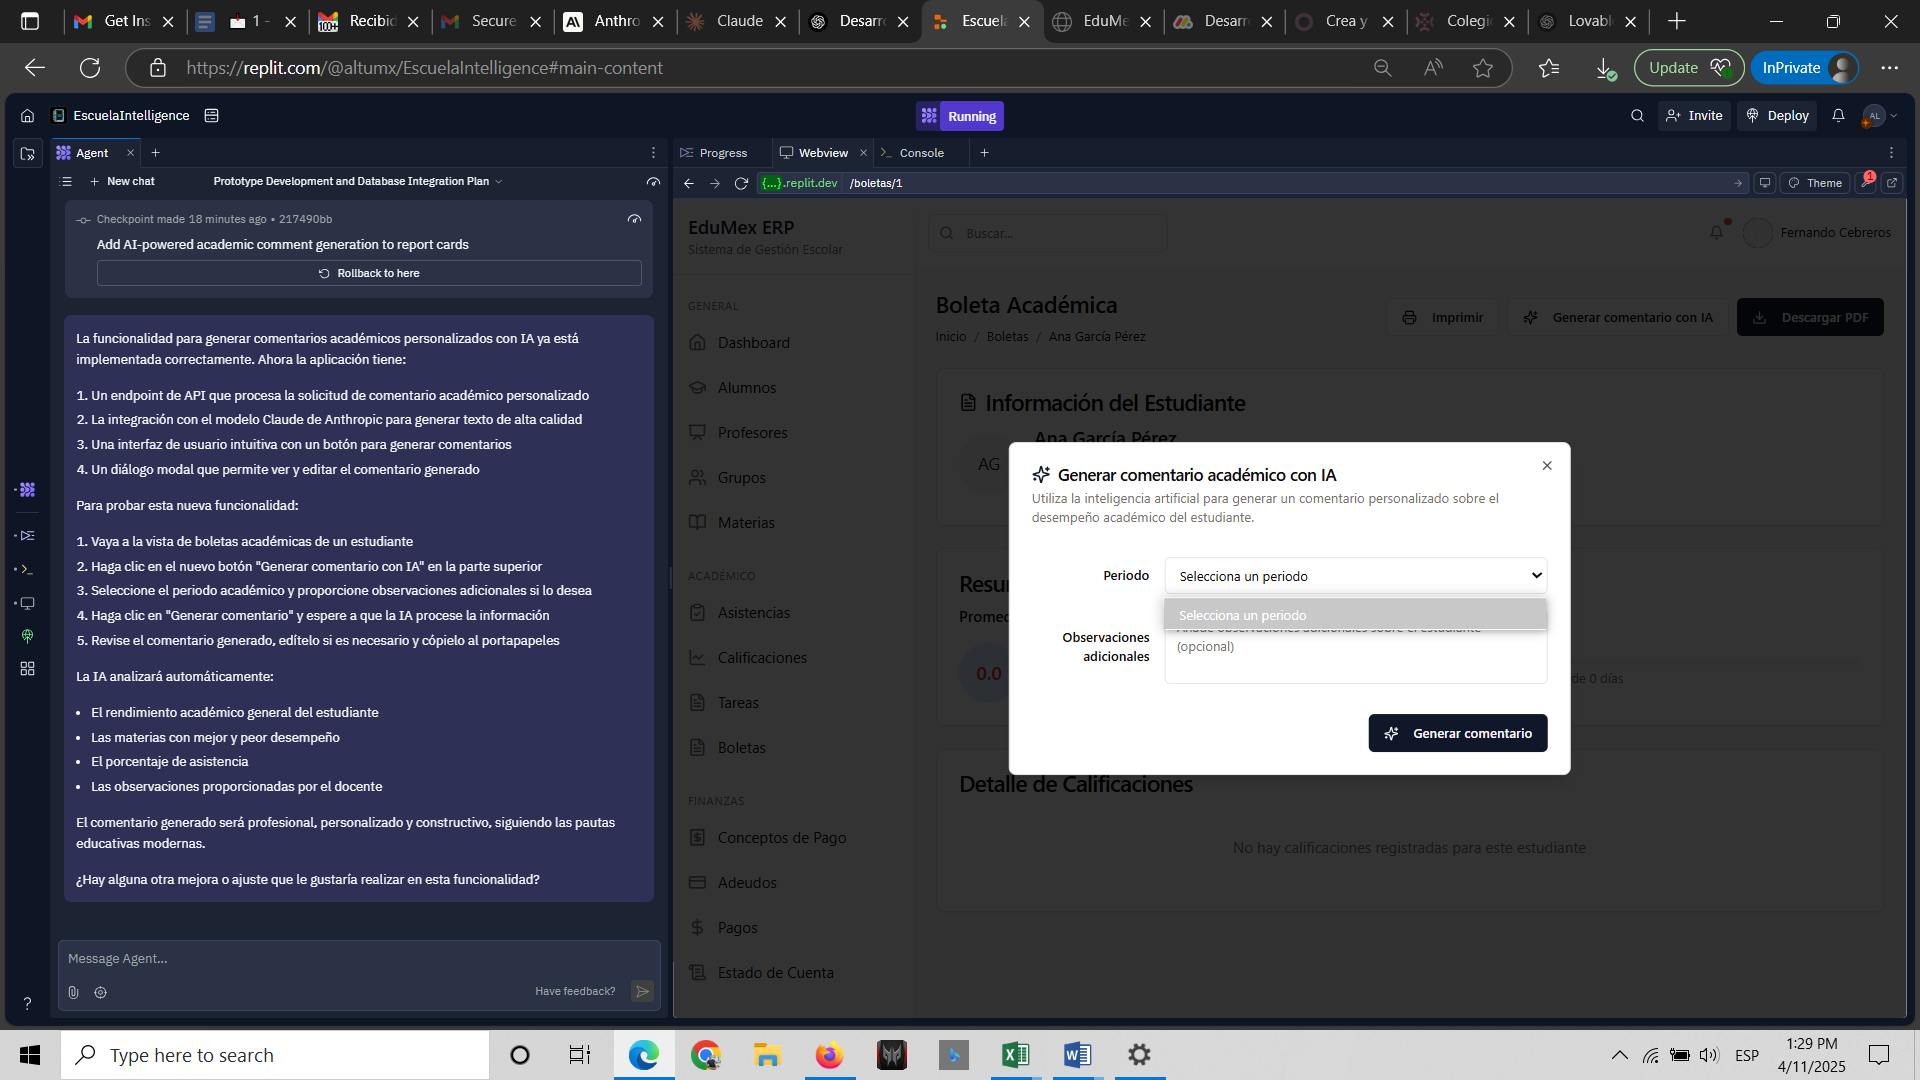 Get Ins
1 -
Recibid
Secure
Anthro
Claude
Desarr
Escuela
EduMe
Desarr
Crea y
Colegi
Lovabl
https://replit.com/@altumx/EscuelaIntelligence#main-content
Update
InPrivate
EscuelaIntelligence
Running
Invite
Deploy
AL
Agent
Progress
Webview
Console
New chat
Prototype Development and Database Integration Plan
{...}.replit.dev
/boletas/1
Theme
1
Checkpoint made 18 minutes ago • 217490bb
Add AI-powered academic comment generation to report cards
Rollback to here
La funcionalidad para generar comentarios académicos personalizados con IA ya está
implementada correctamente. Ahora la aplicación tiene:
1. Un endpoint de API que procesa la solicitud de comentario académico personalizado
2. La integración con el modelo Claude de Anthropic para generar texto de alta calidad
3. Una interfaz de usuario intuitiva con un botón para generar comentarios
4. Un diálogo modal que permite ver y editar el comentario generado
Para probar esta nueva funcionalidad:
1. Vaya a la vista de boletas académicas de un estudiante
2. Haga clic en el nuevo botón "Generar comentario con IA" en la parte superior
3. Seleccione el periodo académico y proporcione observaciones adicionales si lo desea
4. Haga clic en "Generar comentario" y espere a que la IA procese la información
5. Revise el comentario generado, edítelo si es necesario y cópielo al portapapeles
La IA analizará automáticamente:
• El rendimiento académico general del estudiante
• Las materias con mejor y peor desempeño
• El porcentaje de asistencia
• Las observaciones proporcionadas por el docente
El comentario generado será profesional, personalizado y constructivo, siguiendo las pautas
educativas modernas.
¿Hay alguna otra mejora o ajuste que le gustaría realizar en esta funcionalidad?
Message Agent...
Have feedback?
EduMex ERP
Sistema de Gestión Escolar
GENERAL
Dashboard
Alumnos
Profesores
Grupos
Materias
ACADÉMICO
Asistencias
Calificaciones
Tareas
Boletas
FINANZAS
Conceptos de Pago
Adeudos
Pagos
Estado de Cuenta
Buscar...
Fernando Cebreros
Boleta Académica
Inicio / Boletas / Ana García Pérez
Imprimir
Generar comentario con IA
Descargar PDF
Información del Estudiante
AG
Ana García Pérez
Resu
Prome
0.0
de 0 días
Generar comentario académico con IA
Utiliza la inteligencia artificial para generar un comentario personalizado sobre el
desempeño académico del estudiante.
Periodo
Selecciona un periodo
Selecciona un periodo
Observaciones
adicionales
Añade observaciones adicionales sobre el estudiante
(opcional)
Generar comentario
Detalle de Calificaciones
No hay calificaciones registradas para este estudiante
Type here to search
ESP
1:29 PM
4/11/2025